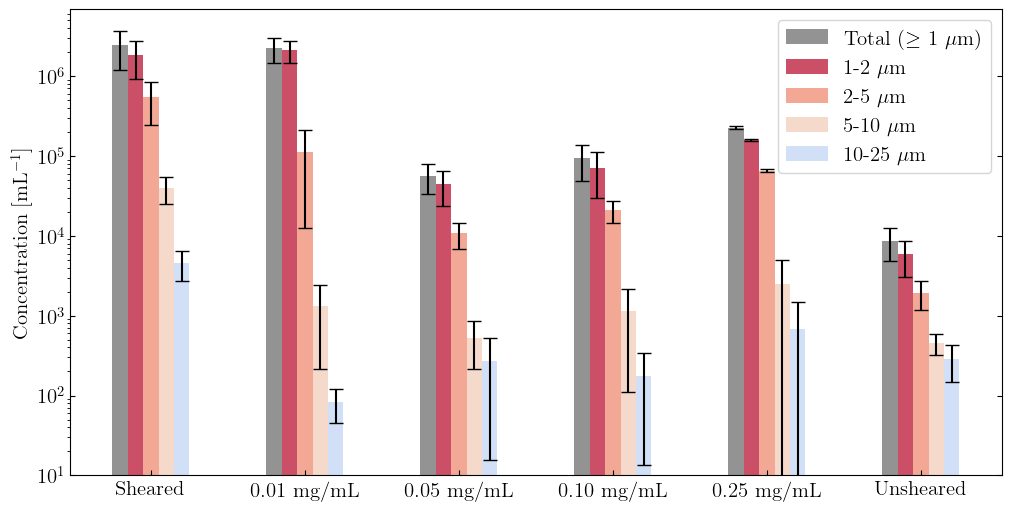 Concentration [mL⁻¹]
10⁶
10⁵
10⁴
10³
10²
10¹
Total (≥ 1 μm)
1-2 μm
2-5 μm
5-10 μm
10-25 μm
Sheared
0.01 mg/mL
0.05 mg/mL
0.10 mg/mL
0.25 mg/mL
Unsheared